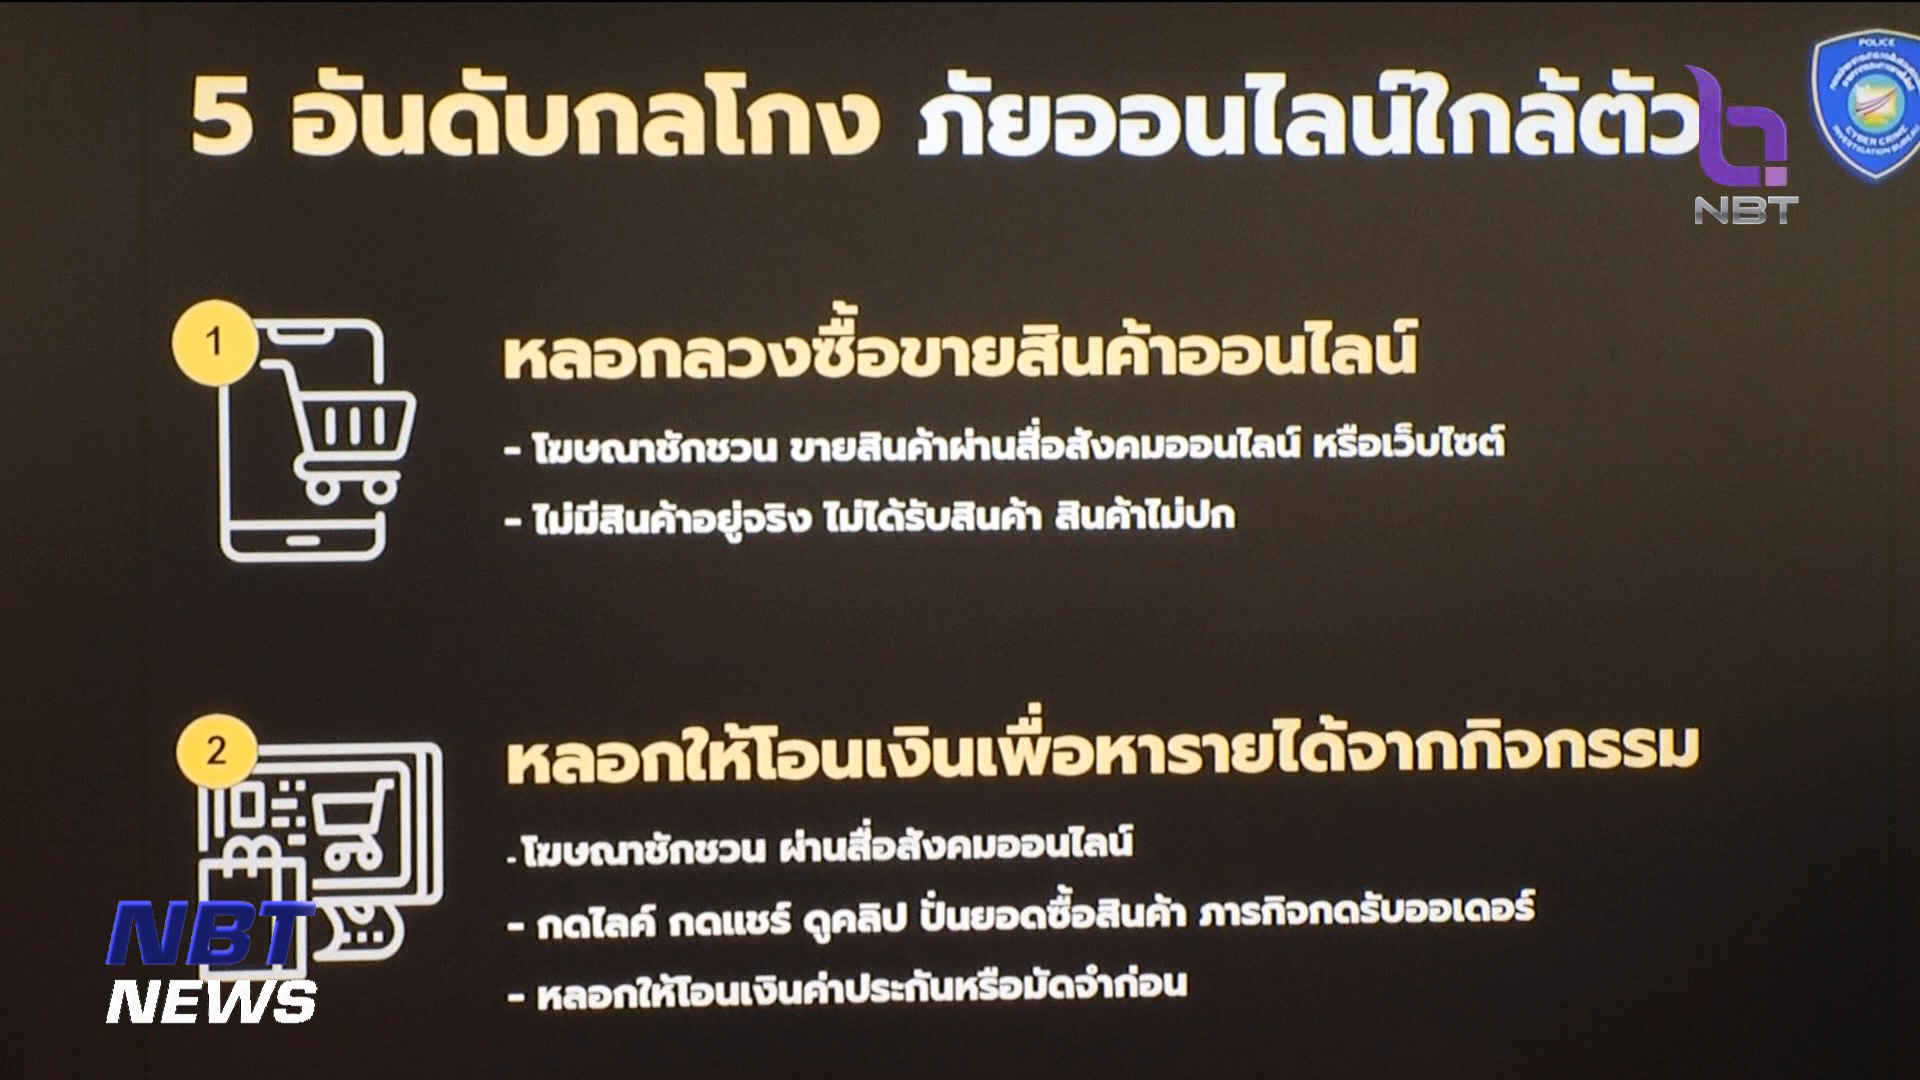 5 อันดับกลโกง ภัยออนไลน์ใกล้ตัว
POLICE
CYBER CRIME
INVESTIGATION BUREAU
NBT
1
หลอกลวงซื้อขายสินค้าออนไลน์
- โฆษณาชักชวน ขายสินค้าผ่านสื่อสังคมออนไลน์ หรือเว็บไซต์
- ไม่มีสินค้าอยู่จริง ไม่ได้รับสินค้า สินค้าไม่ปก
2
หลอกให้โอนเงินเพื่อหารายได้จากกิจกรรม
- โฆษณาชักชวน ผ่านสื่อสังคมออนไลน์
- กดไลค์ กดแชร์ ดูคลิป ปั่นยอดซื้อสินค้า ภารกิจกดรับออเดอร์
- หลอกให้โอนเงินค่าประกันหรือมัดจำก่อน
NBT
NEWS